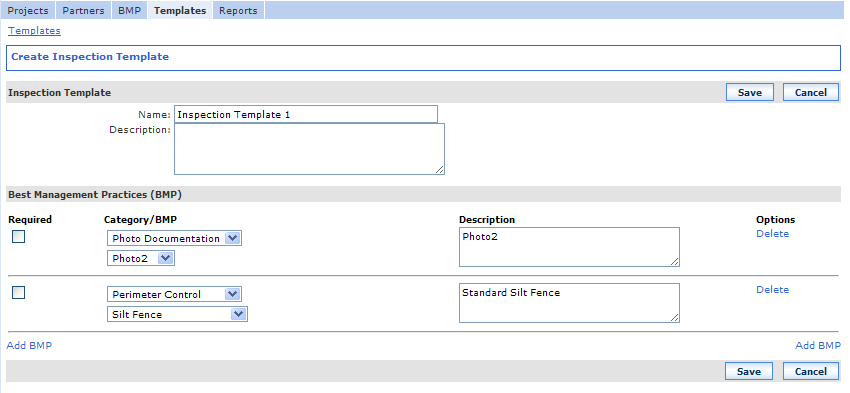 Projects Partners BMP Templates Reports
Templates
Create Inspection Template
Inspection Template Save Cancel
Name: Inspection Template 1
Description:
Best Management Practices (BMP)
Required Category/BMP Description Options
Photo Documentation Photo2 Delete
Photo2
Perimeter Control Standard Silt Fence Delete
Silt Fence
Add BMP Add BMP
Save Cancel